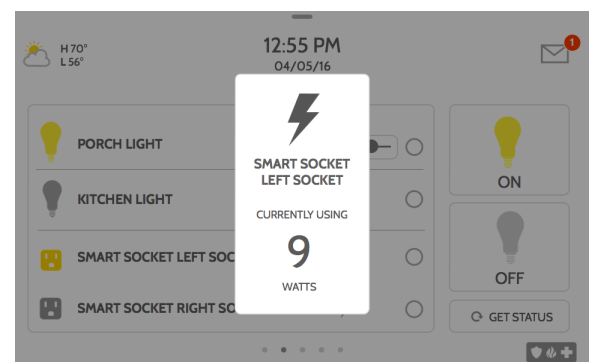 H 70°
L 56°
12:55 PM
04/05/16
1
PORCH LIGHT
KITCHEN LIGHT
SMART SOCKET LEFT SOC
SMART SOCKET RIGHT SO
SMART SOCKET
LEFT SOCKET
CURRENTLY USING
9
WATTS
ON
OFF
GET STATUS